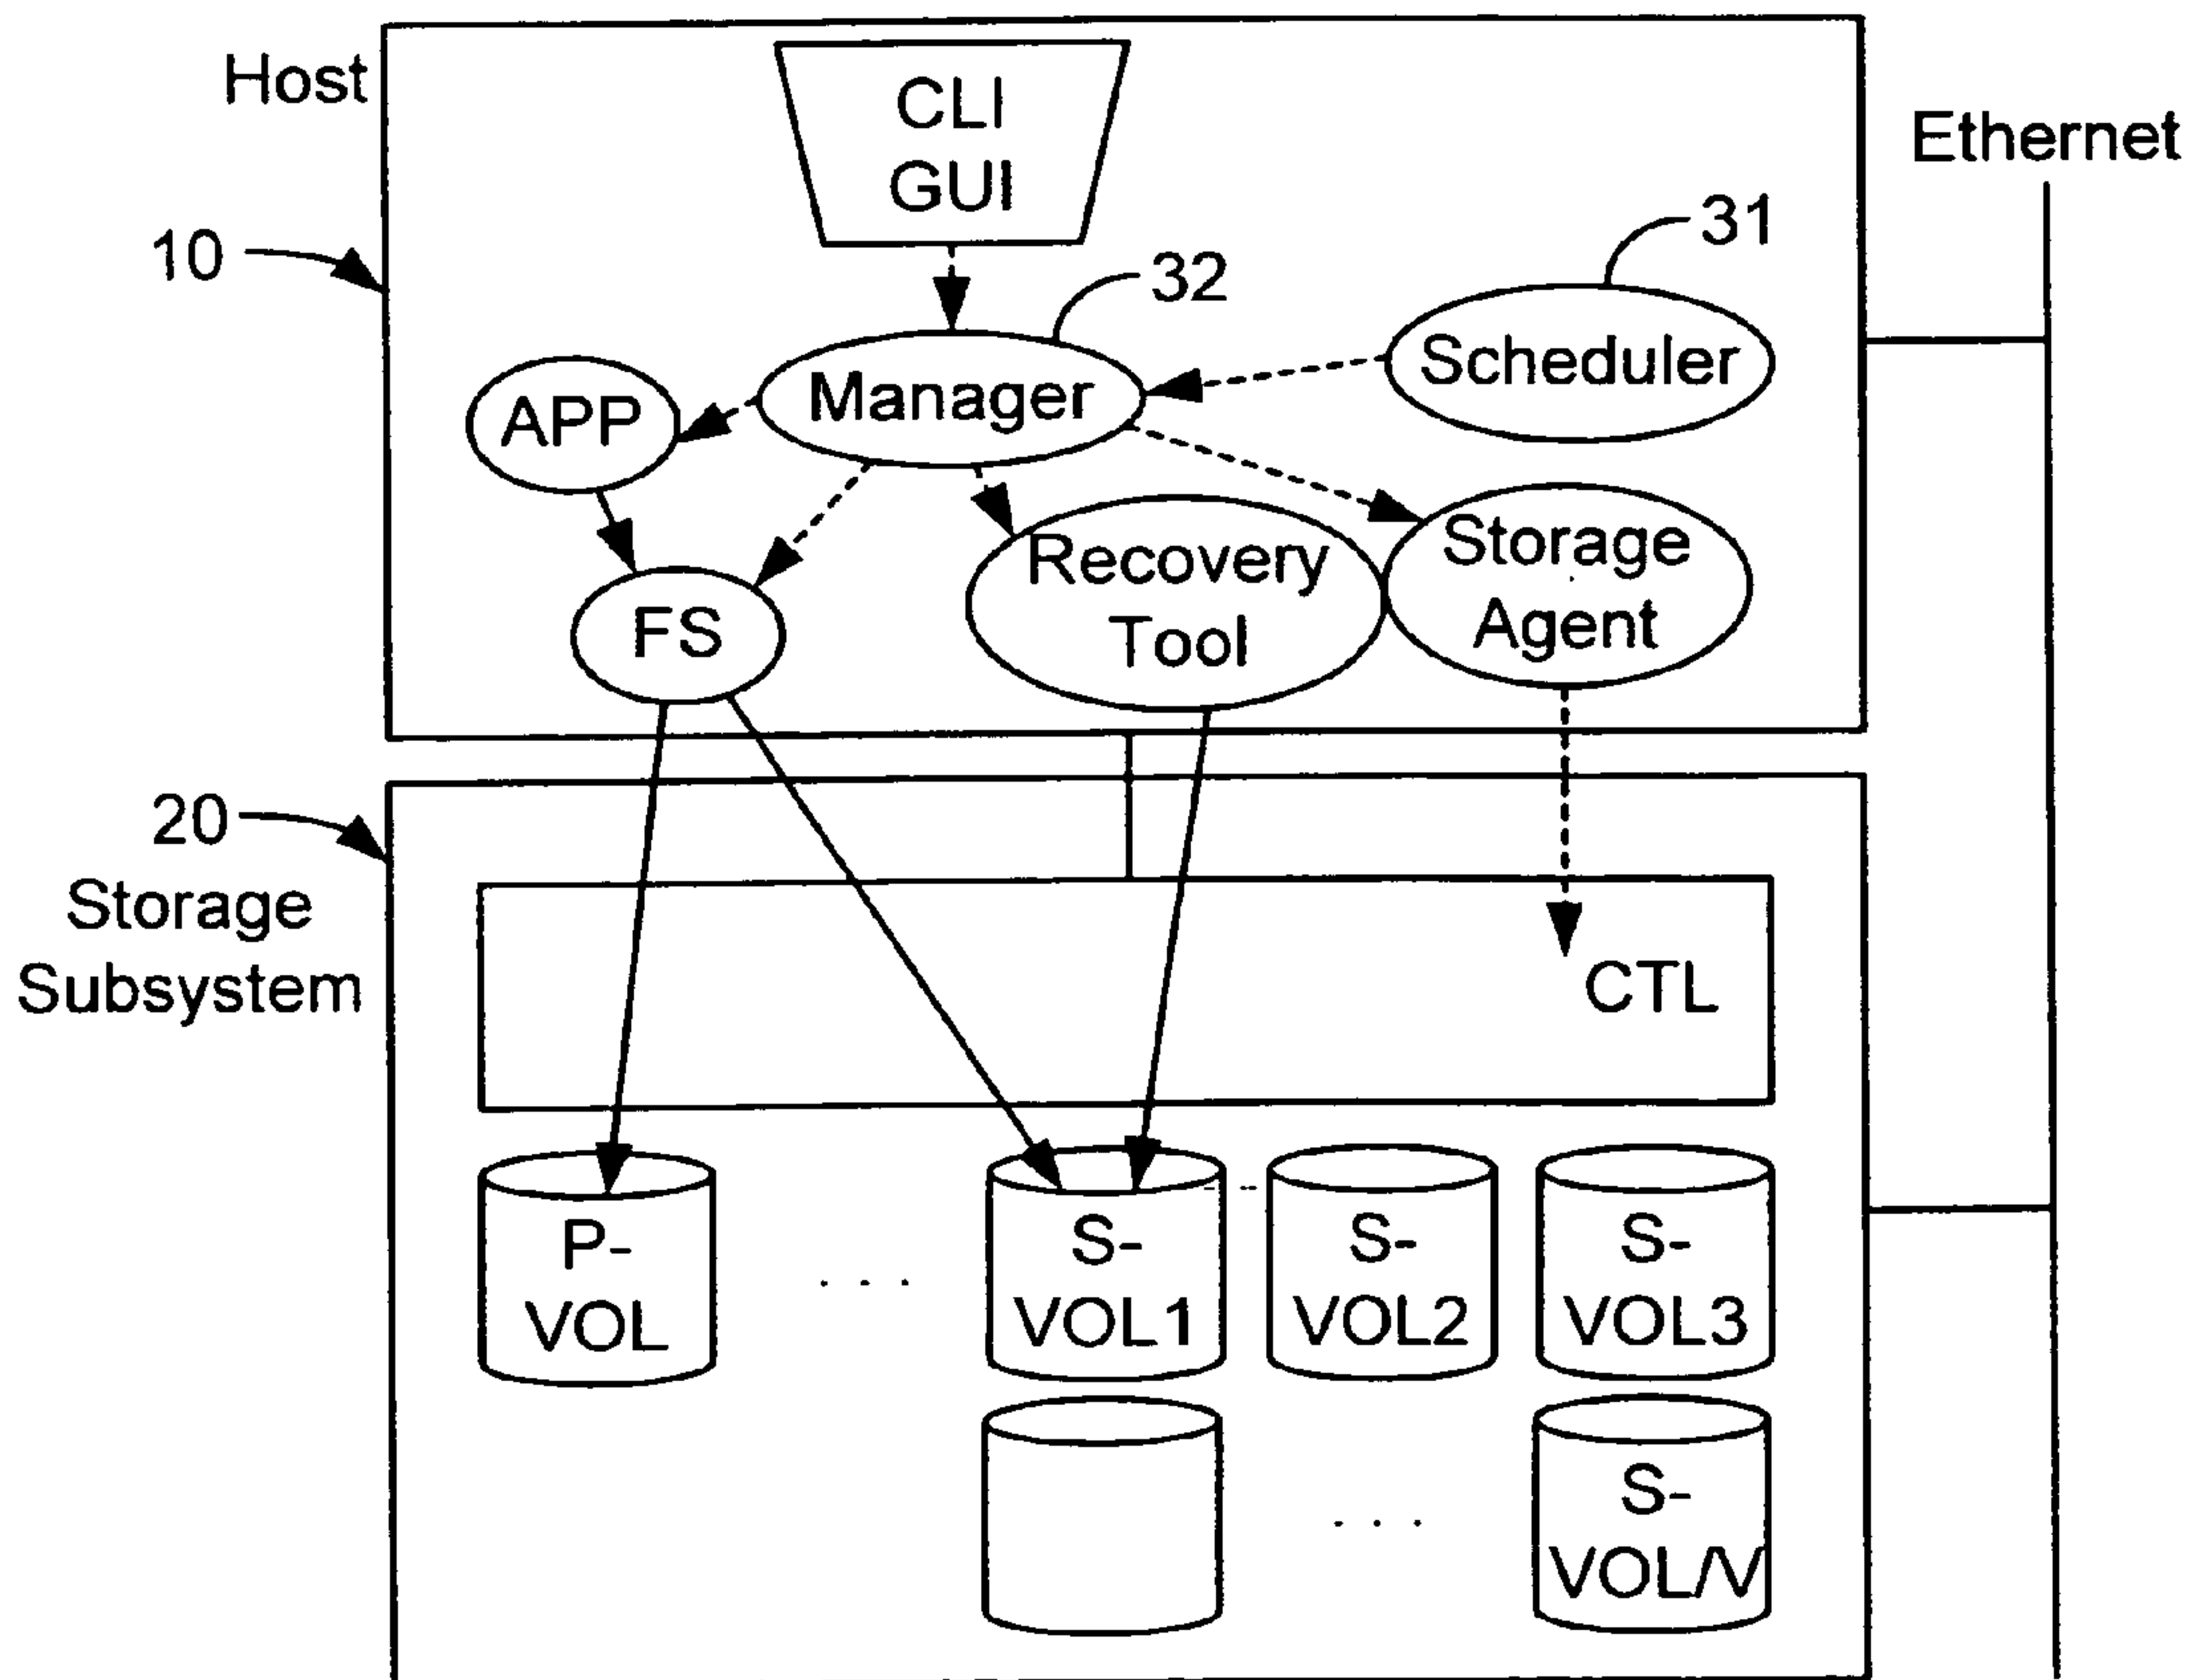 Host
CLI
GUI
Ethernet
10
31
32
Scheduler
Manager
APP
Storage
Agent
Recovery
Tool
FS
20
Storage
Subsystem
CTL
P-
VOL
. . .
S-
VOL1
S-
VOL2
S-
VOL3
. . .
S-
VOL/V